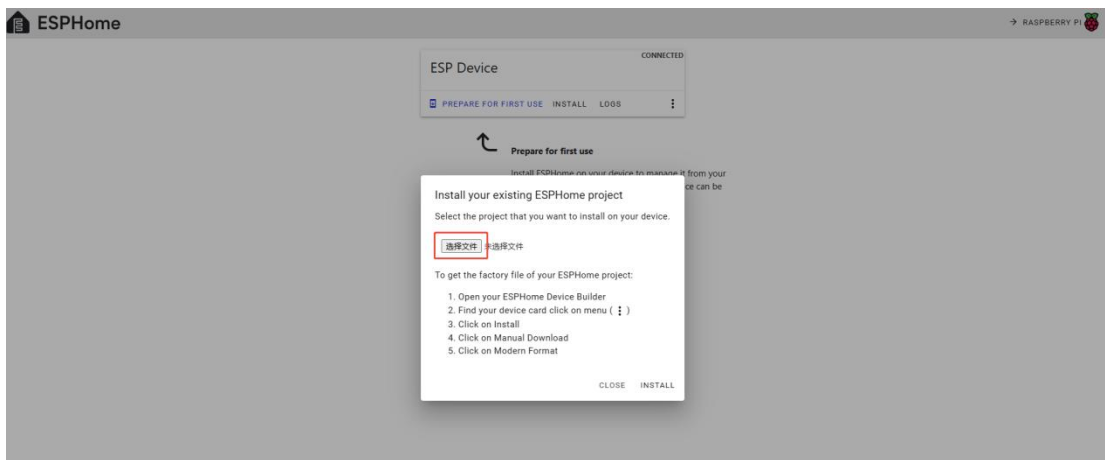 ESPHome
→ RASPBERRY PI
CONNECTED
ESP Device
PREPARE FOR FIRST USE INSTALL LOGS
Prepare for first use
Install ESPHome on your device to manage it from your
ce can be
Install your existing ESPHome project
Select the project that you want to install on your device.
选择文件 未选择文件
To get the factory file of your ESPHome project:
1. Open your ESPHome Device Builder
2. Find your device card click on menu ( ⋮ )
3. Click on Install
4. Click on Manual Download
5. Click on Modern Format
CLOSE INSTALL